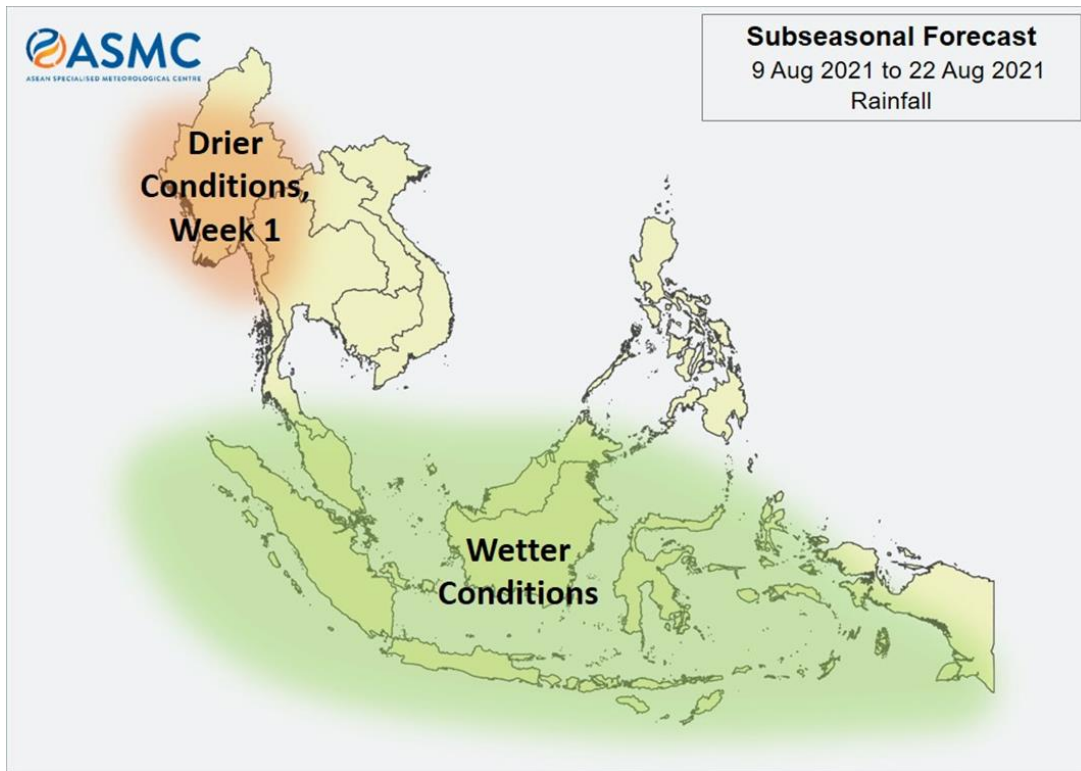 ASMC
ASEAN SPECIALISED METEOROLOGICAL CENTRE
Subseasonal Forecast
9 Aug 2021 to 22 Aug 2021
Rainfall
Drier
Conditions,
Week 1
Wetter
Conditions